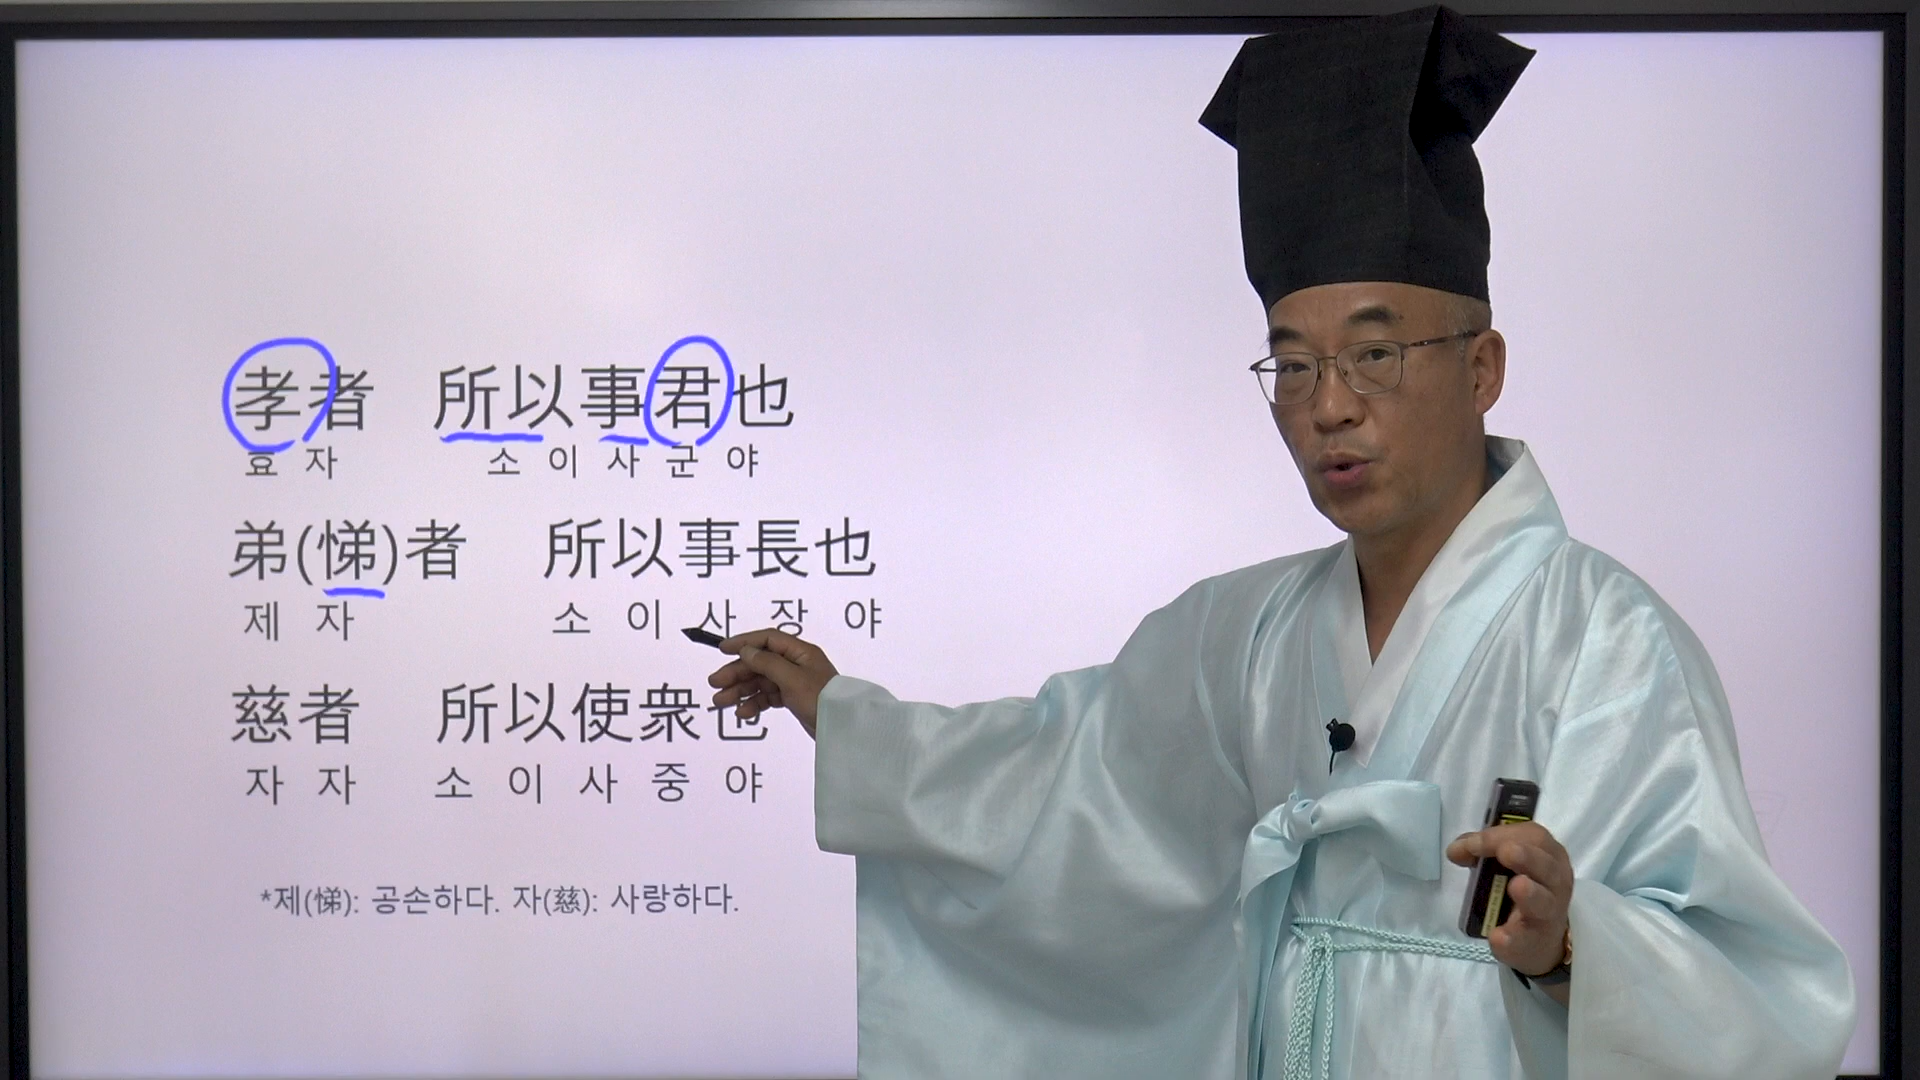 孝者 所以事君也
효자 소이사군야
弟(悌)者 所以事長也
제자 소이사장야
慈者 所以使衆也
자자 소이사중야
*제(悌): 공손하다. 자(慈): 사랑하다.